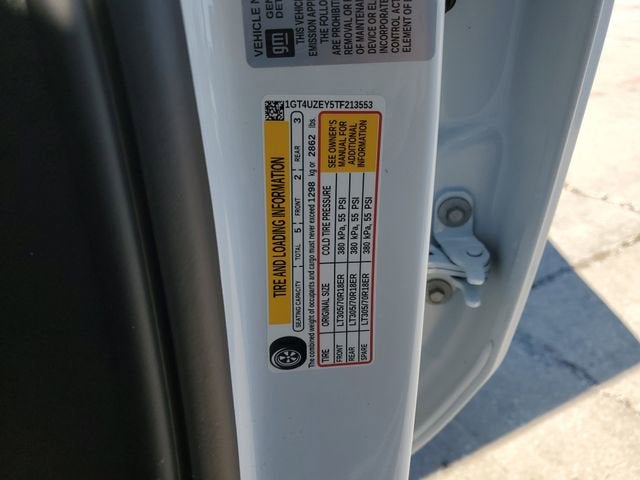 VEHICLE
gm
THIS VEHI
EMISSION APP
THE FOLLO
ARE PROHIBIT
REMOVAL OR
OF MAINTENA
DEVICE OR EL
INCORPORATE
CONTROL
ELEMENT OF
1GT4UZEY5TF213553
TIRE AND LOADING INFORMATION
SEATING CAPACITY TOTAL 5 FRONT 2 REAR 3
The combined weight of occupants and cargo must never exceed 1298 kg or 2862 lbs.
TIRE ORIGINAL SIZE COLD TIRE PRESSURE
FRONT LT305/70R18ER 380 kPa, 55 PSI
REAR LT305/70R18ER 380 kPa, 55 PSI
SPARE LT305/70R18ER 380 kPa, 55 PSI
SEE OWNER'S
MANUAL FOR
ADDITIONAL
INFORMATION